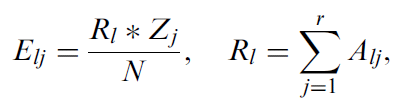 E_{lj} = \frac{R_l * Z_j}{N}, \quad R_l = \sum_{j=1}^{r} A_{lj},